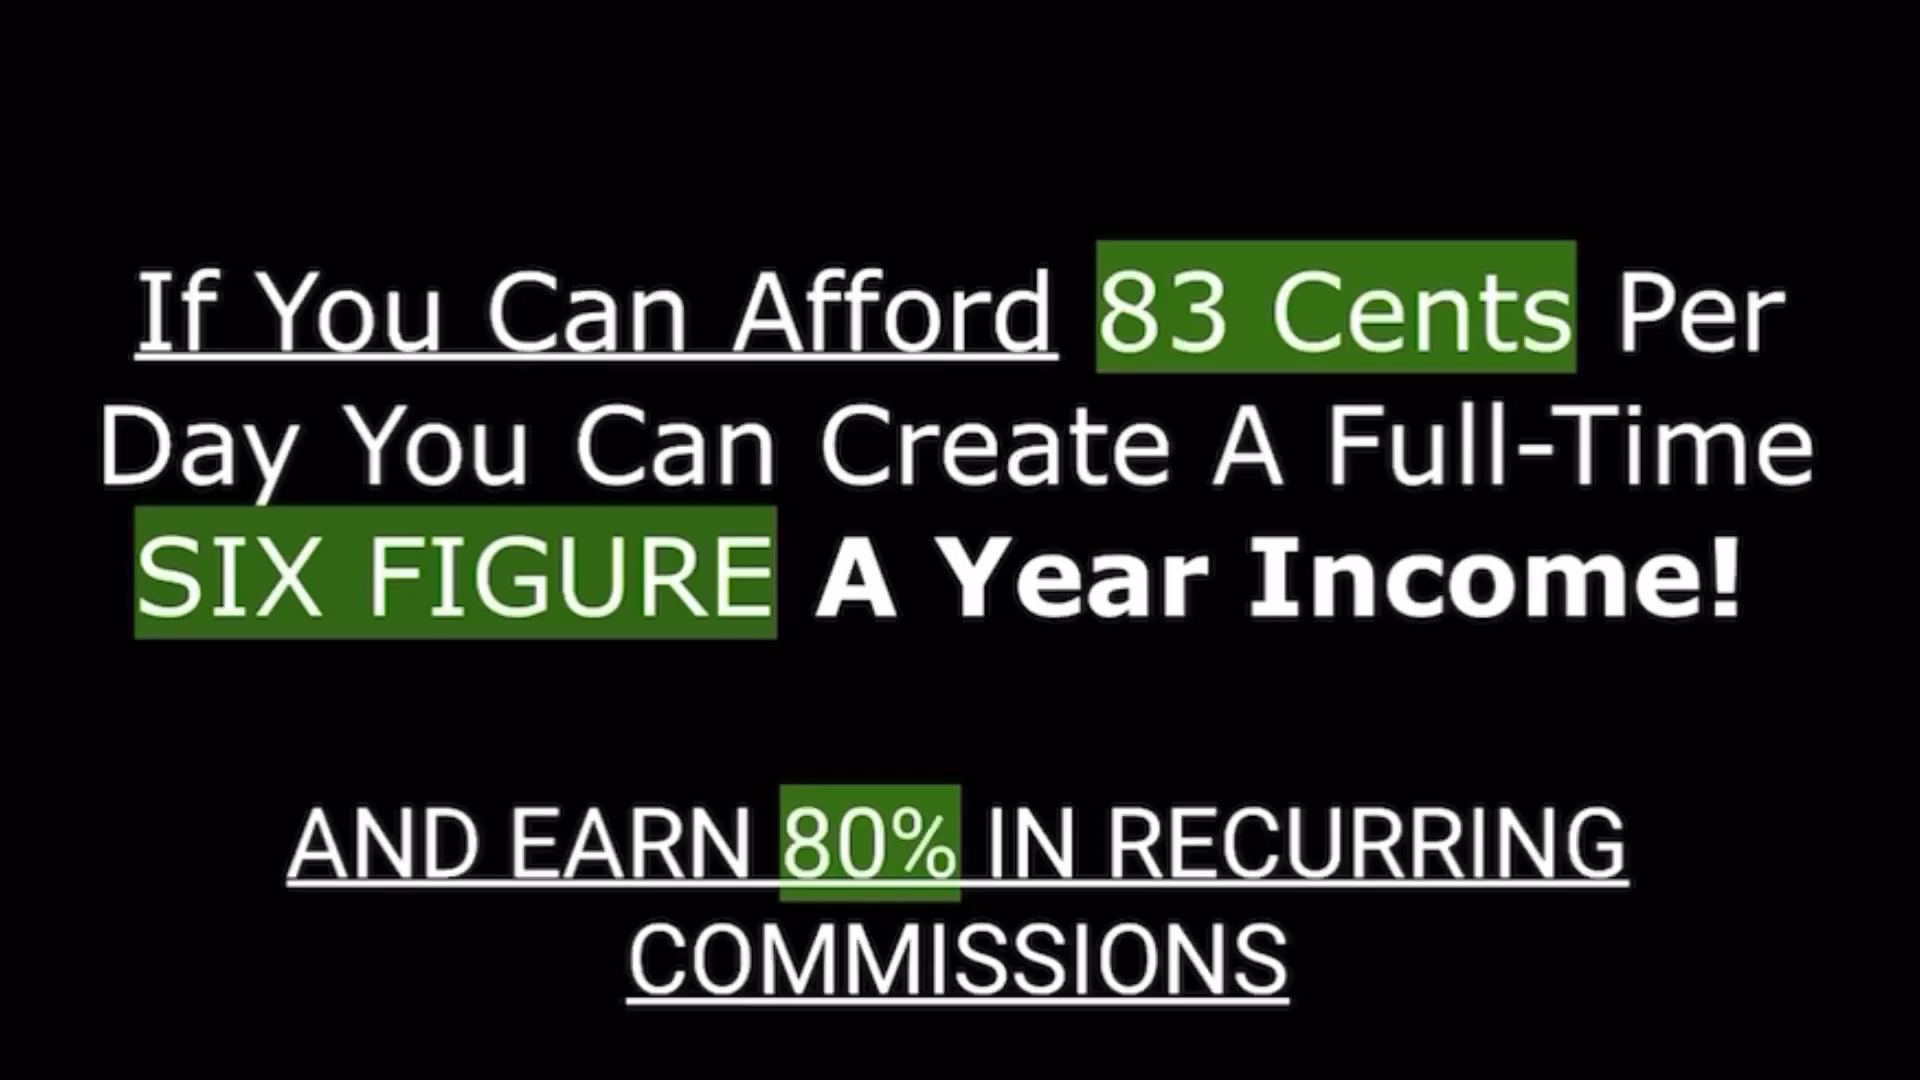 If You Can Afford 83 Cents Per
Day You Can Create A Full-Time
SIX FIGURE A Year Income!
AND EARN 80% IN RECURRING
COMMISSIONS